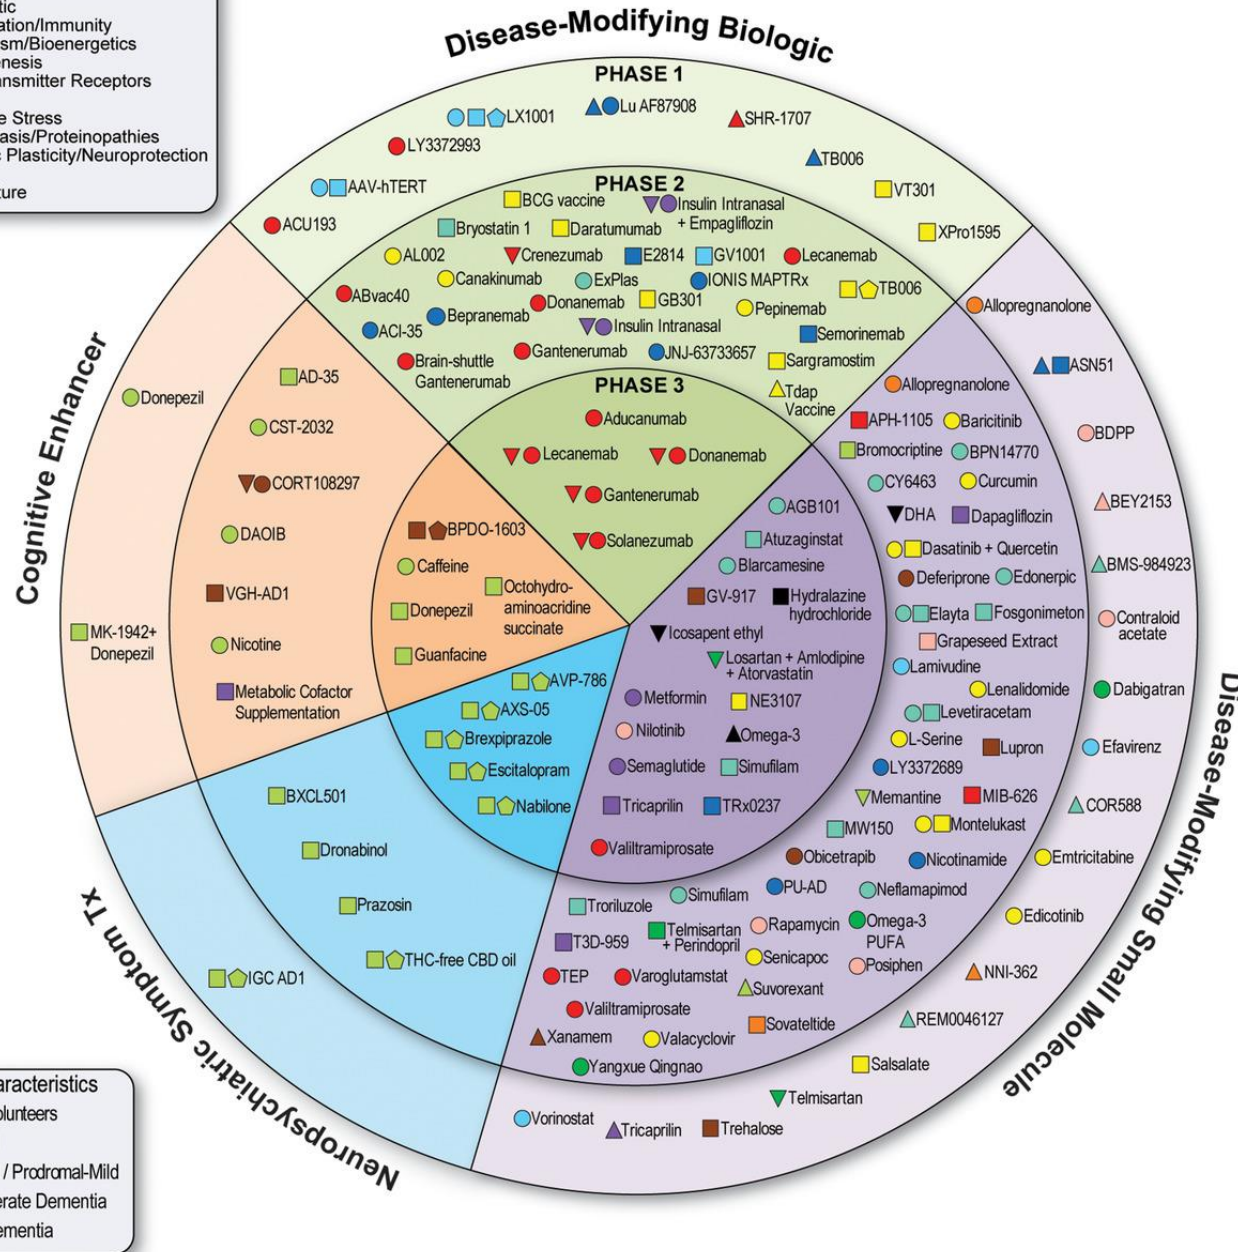 tic
ation/Immunity
sm/Bioenergetics
enesis
ansmitter Receptors
e Stress
asis/Proteinopathies
c Plasticity/Neuroprotection
ture
Disease-Modifying Biologic
PHASE 1
Lu AF87908
LX1001
SHR-1707
LY3372993
TB006
AAV-hTERT
VT301
ACU193
XPro1595
PHASE 2
BCG vaccine
Insulin Intranasal
+ Empagliflozin
Bryostatin 1
Daratumumab
AL002
Crenezumab
E2814
GV1001
Lecanemab
Canakinumab
ExPlas
IONIS MAPTRx
TB006
ABvac40
Donanemab
GB301
Pepinemab
Bepranemab
ACI-35
Insulin Intranasal
Semorinemab
Brain-shuttle
Gantenerumab
Gantenerumab
JNJ-63733657
Sargramostim
Tdap
Vaccine
PHASE 3
Aducanumab
Lecanemab
Donanemab
Gantenerumab
Solanezumab
Cognitive Enhancer
Donepezil
MK-1942+
Donepezil
AD-35
CST-2032
CORT108297
DAOIB
VGH-AD1
Nicotine
Metabolic Cofactor
Supplementation
BPDO-1603
Caffeine
Octohydro-
aminoacridine
succinate
Donepezil
Guanfacine
AVP-786
AXS-05
Brexpiprazole
Escitalopram
Nabilone
BXCL501
Dronabinol
Prazosin
THC-free CBD oil
IGC AD1
Neuropsychiatric Symptom Tx
AGB101
Atuzaginstat
Blarcamesine
GV-917
Hydralazine
hydrochloride
Icosapent ethyl
Losartan + Amlodipine
+ Atorvastatin
Metformin
NE3107
Nilotinib
Omega-3
Semaglutide
Simufilam
Tricaprilin
TRx0237
Valiltramiprosate
Allopregnanolone
APH-1105
Baricitinib
Bromocriptine
BPN14770
CY6463
Curcumin
DHA
Dapagliflozin
Dasatinib + Quercetin
Deferiprone
Edonerpic
Elayta
Fosgonimeton
Grapeseed Extract
Lamivudine
Lenalidomide
Levetiracetam
L-Serine
Lupron
LY3372689
Memantine
MIB-626
MW150
Montelukast
Obicetrapib
Nicotinamide
PU-AD
Neflamapimod
Simufilam
Troriluzole
Telmisartan
+ Perindopril
Rapamycin
Omega-3
PUFA
T3D-959
Senicapoc
Posiphen
TEP
Varoglutamstat
Suvorexant
Valiltramiprosate
Sovateltide
Xanamem
Valacyclovir
Yangxue Qingnao
Allopregnanolone
ASN51
BDPP
BEY2153
BMS-984923
Contraloid
acetate
Dabigatran
Efavirenz
COR588
Emtricitabine
Edicotinib
NNI-362
REM0046127
Salsalate
Telmisartan
Trehalose
Tricaprilin
Vorinostat
Disease-Modifying Small Molecule
aracteristics
olunteers
/ Prodromal-Mild
erate Dementia
ementia